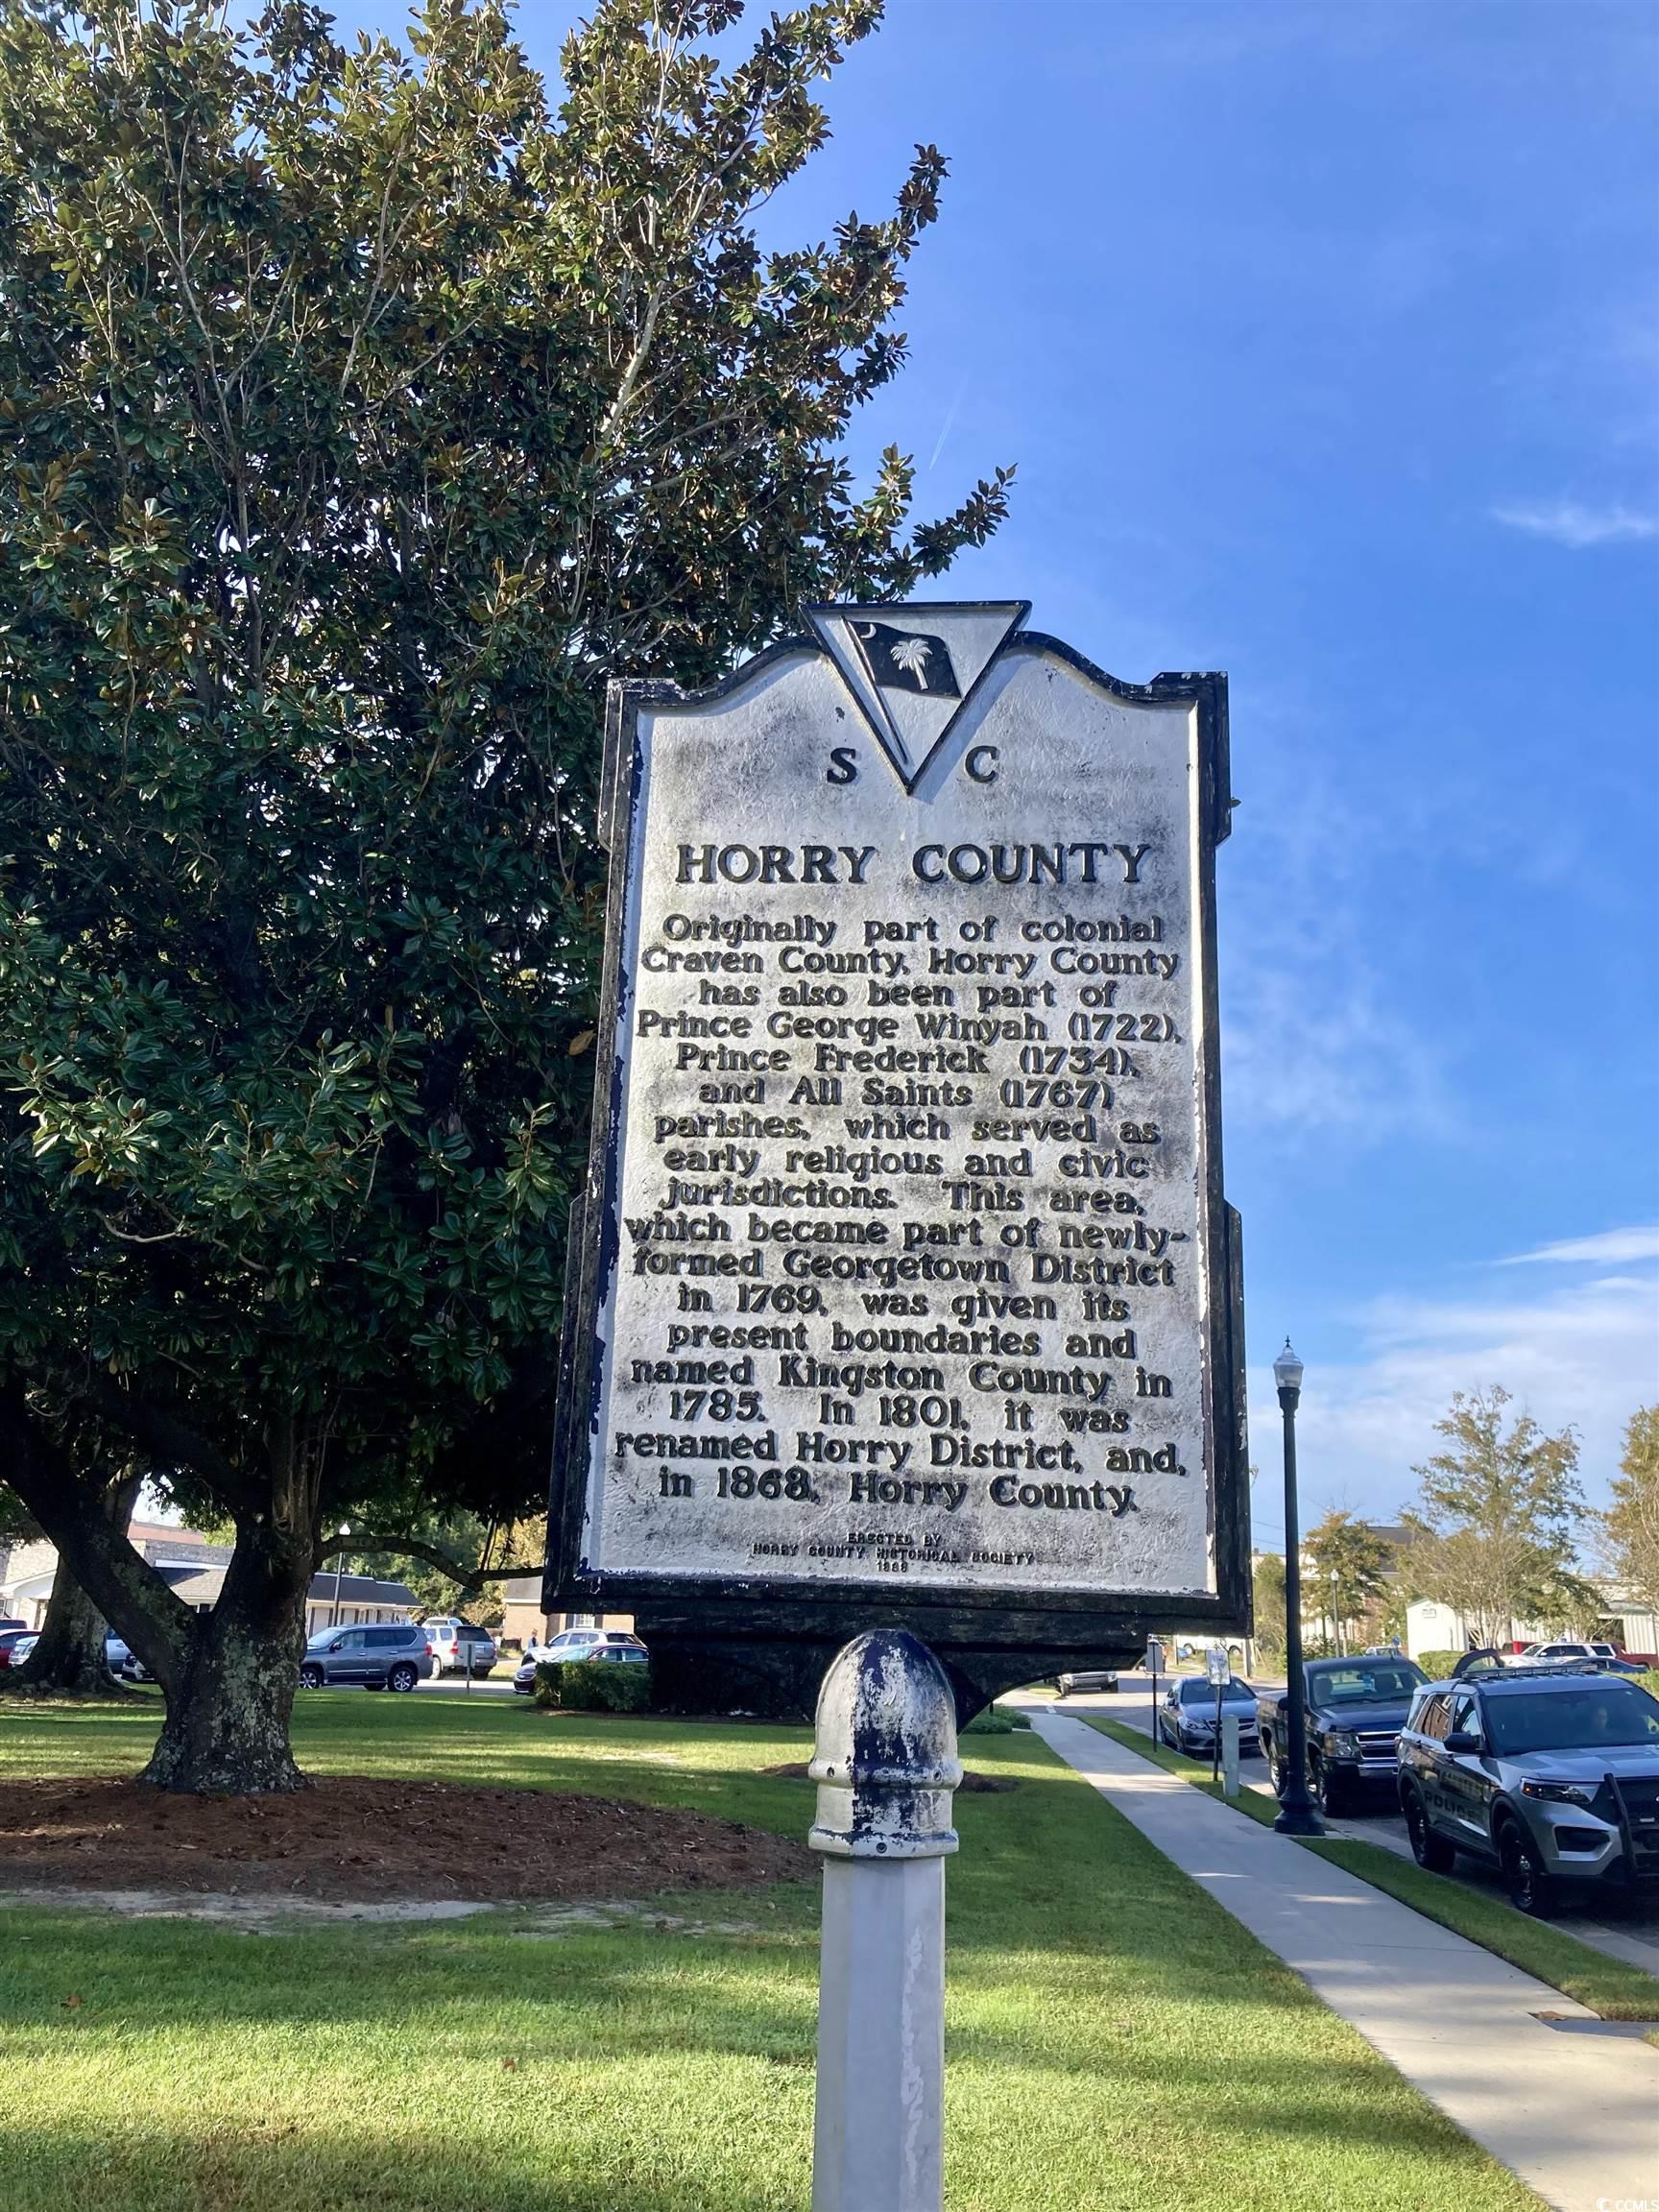 S C
HORRY COUNTY
Originally part of colonial
Craven County, Horry County
has also been part of
Prince George Winyah (1722),
Prince Frederick (1734),
and All Saints (1767)
parishes, which served as
early religious and civic
jurisdictions. This area,
which became part of newly-
formed Georgetown District
in 1769, was given its
present boundaries and
named Kingston County in
1785. In 1801, it was
renamed Horry District, and,
in 1868, Horry County.
ERECTED BY
HORRY COUNTY HISTORICAL SOCIETY
POLICE
©CCMLS